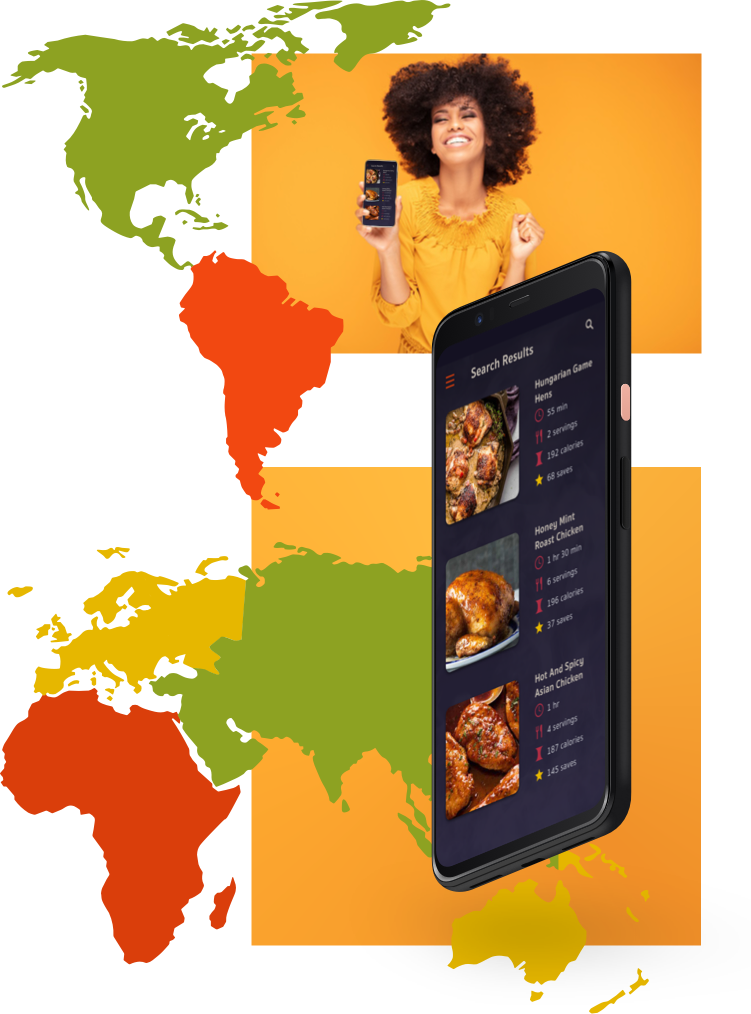 Search Results
Hungarian Game
Hens
55 min
2 servings
192 calories
68 saves
Honey Mint
Roast Chicken
1 hr 30 min
6 servings
196 calories
37 saves
Hot And Spicy
Asian Chicken
1 hr
4 servings
187 calories
145 saves